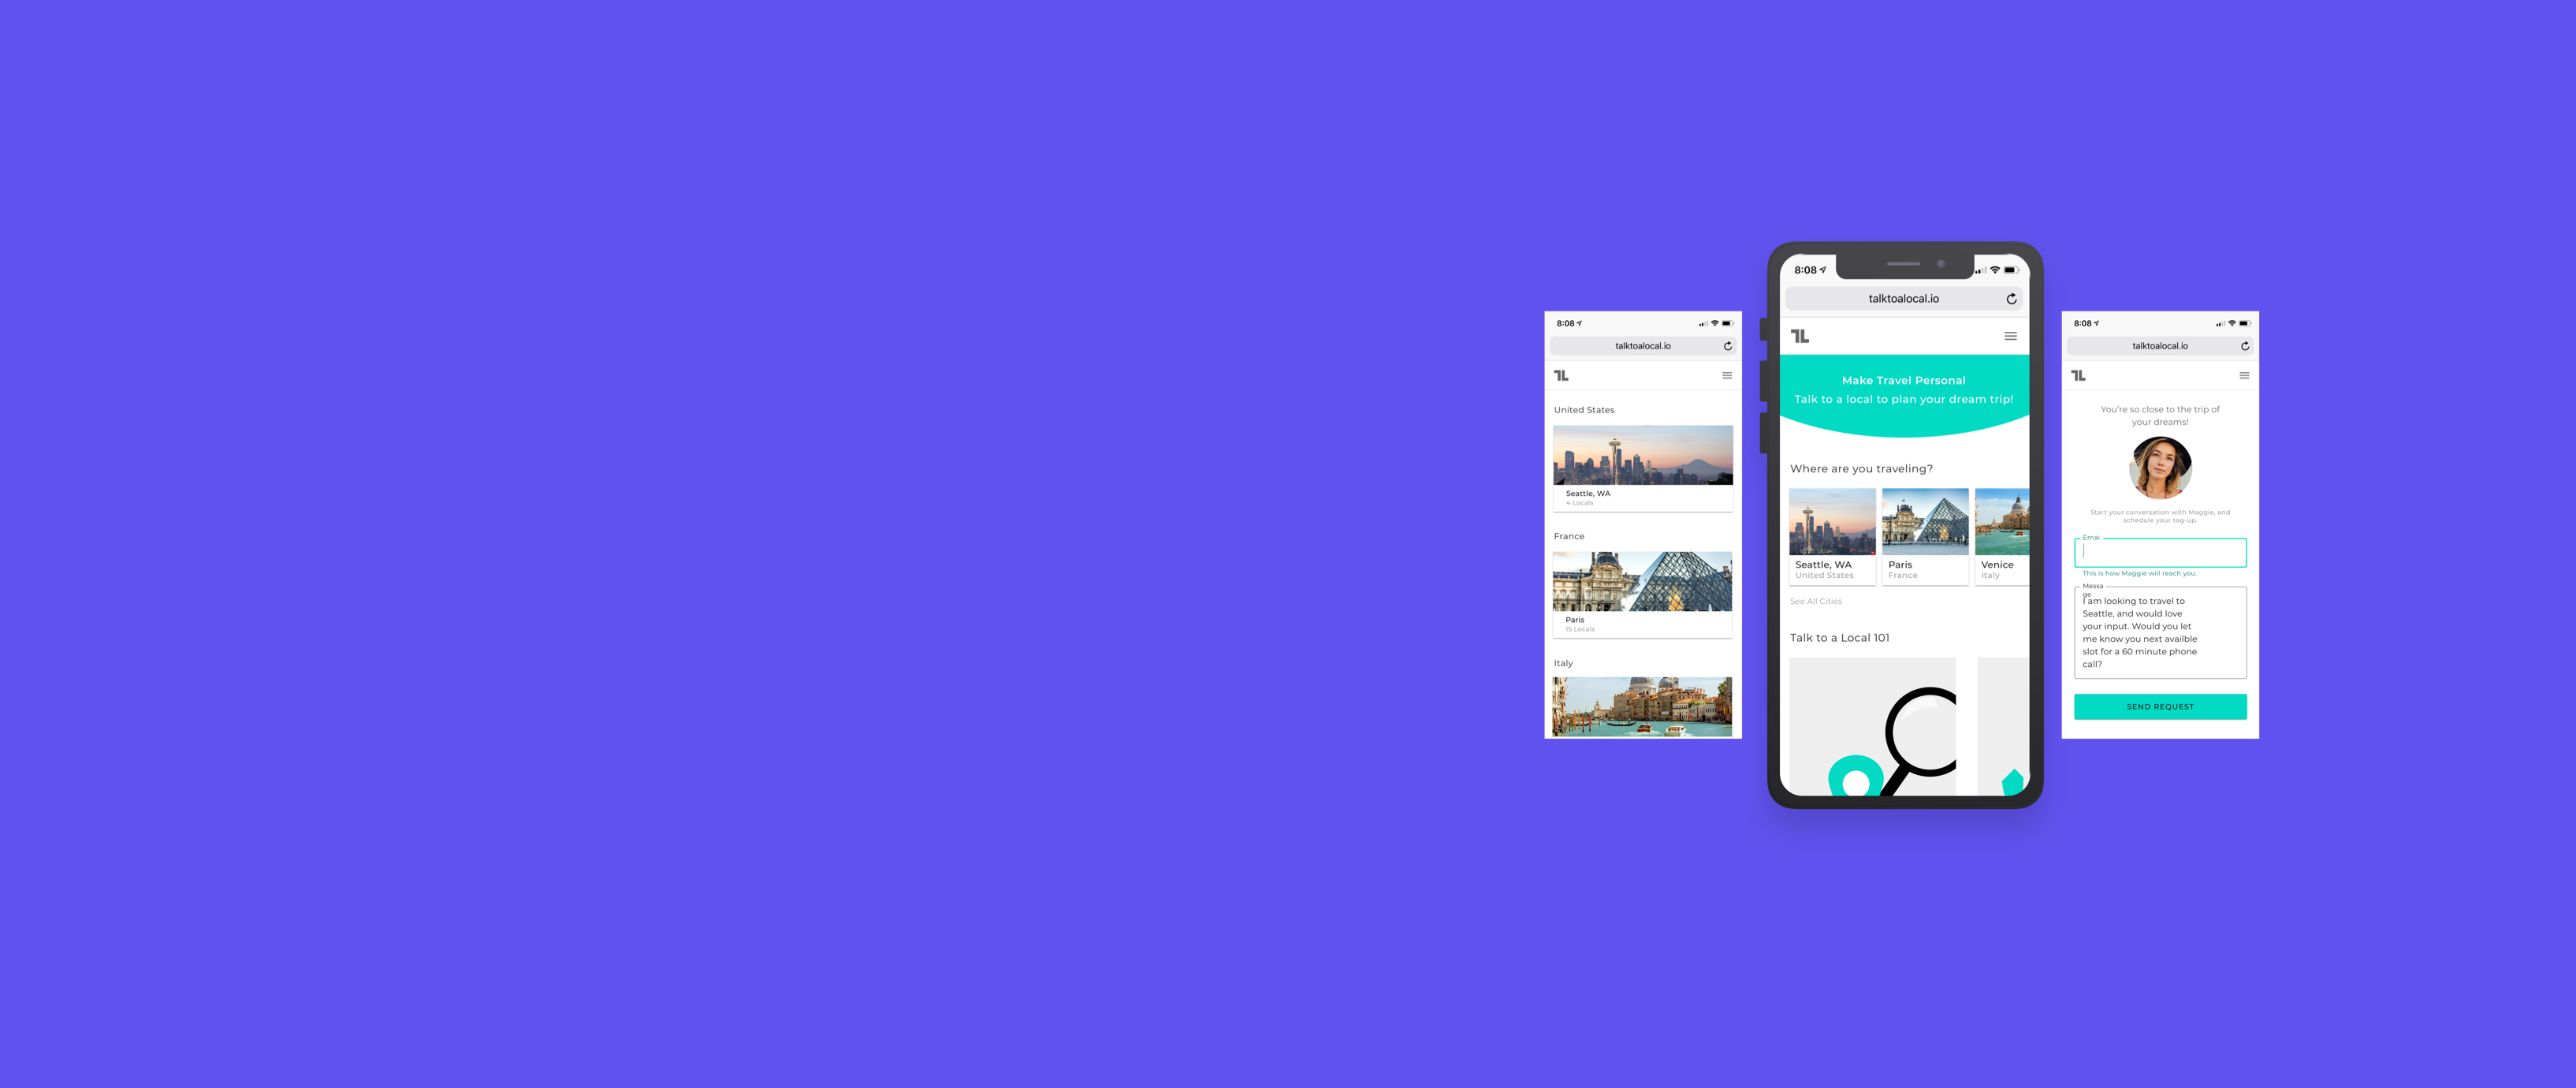 8:08
talktoalocal.io
TL
United States
Seattle, WA
4 Locals
France
Paris
15 Locals
Italy
8:08
talktoalocal.io
TL
Make Travel Personal
Talk to a local to plan your dream trip!
Where are you traveling?
Seattle, WA
United States
Paris
France
Venice
Italy
See All Cities
Talk to a Local 101
8:08
talktoalocal.io
TL
You're so close to the trip of
your dreams!
Start your conversation with Maggie, and
schedule your tag-up.
Emai
This is how Maggie will reach you.
Messa
ge
I am looking to travel to
Seattle, and would love
your input. Would you let
me know you next availble
slot for a 60 minute phone
call?
SEND REQUEST